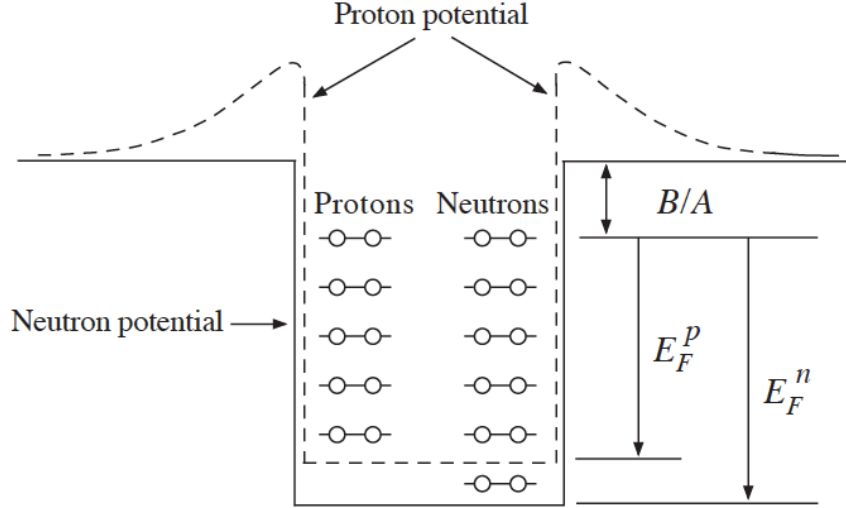 Proton potential
Protons Neutrons
B/A
Neutron potential
E_F^p
E_F^n